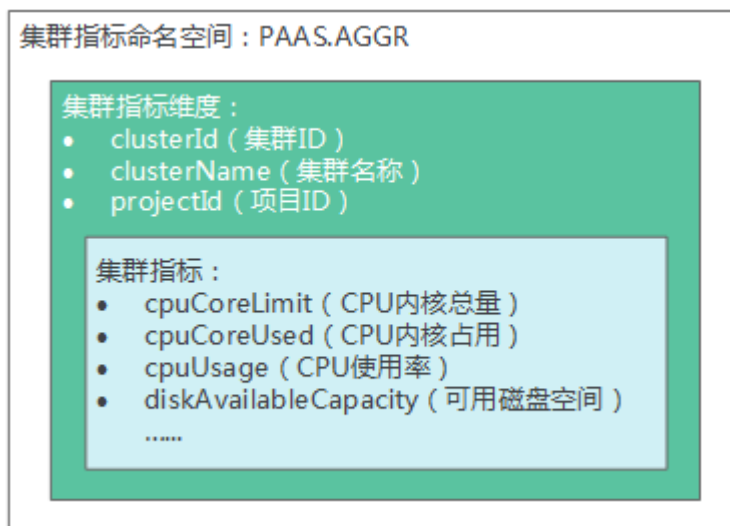 集群指标命名空间：PAAS.AGGR
集群指标维度：
• clusterId（集群ID）
• clusterName（集群名称）
• projectId（项目ID）
集群指标：
• cpuCoreLimit（CPU内核总量）
• cpuCoreUsed（CPU内核占用）
• cpuUsage（CPU使用率）
• diskAvailableCapacity（可用磁盘空间）
......